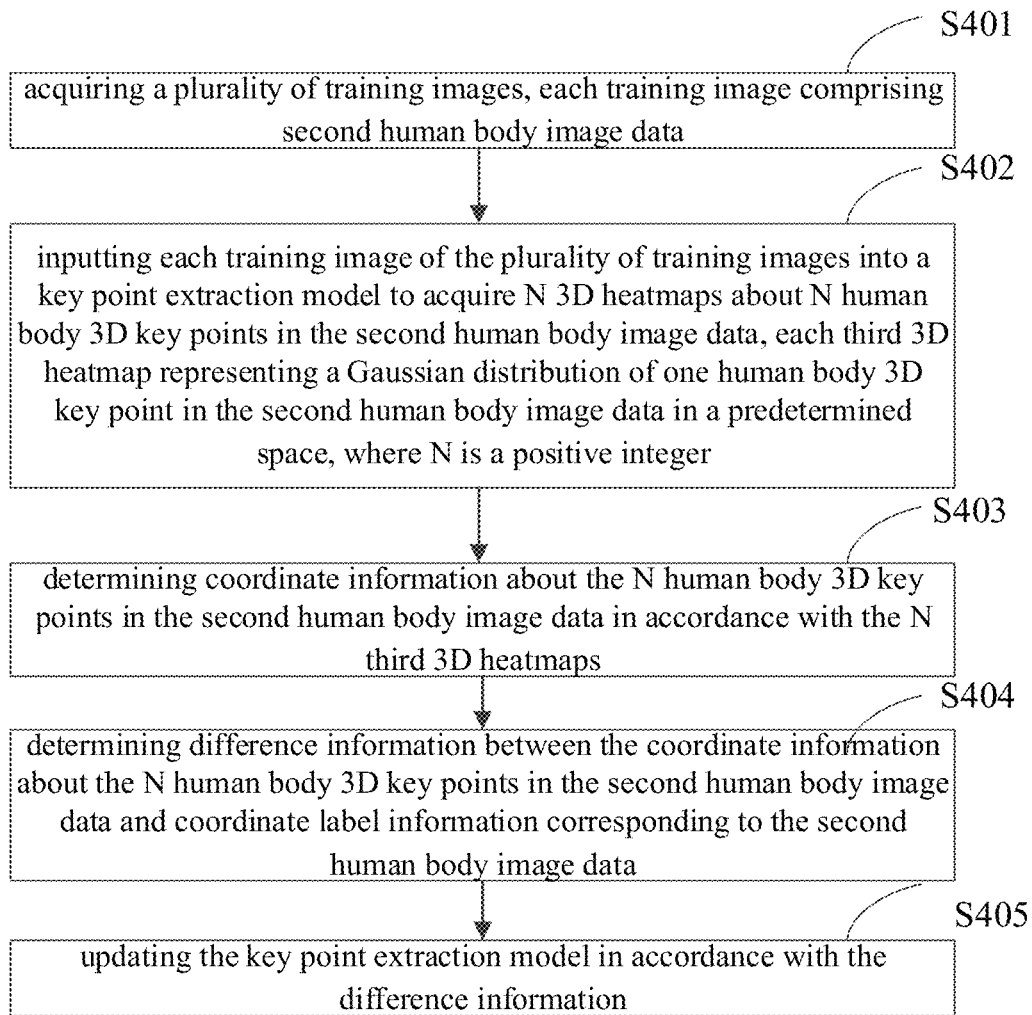 S401
acquiring a plurality of training images, each training image comprising
second human body image data
S402
inputting each training image of the plurality of training images into a
key point extraction model to acquire N 3D heatmaps about N human
body 3D key points in the second human body image data, each third 3D
heatmap representing a Gaussian distribution of one human body 3D
key point in the second human body image data in a predetermined
space, where N is a positive integer
S403
determining coordinate information about the N human body 3D key
points in the second human body image data in accordance with the N
third 3D heatmaps
S404
determining difference information between the coordinate information
about the N human body 3D key points in the second human body image
data and coordinate label information corresponding to the second
human body image data
S405
updating the key point extraction model in accordance with the
difference information